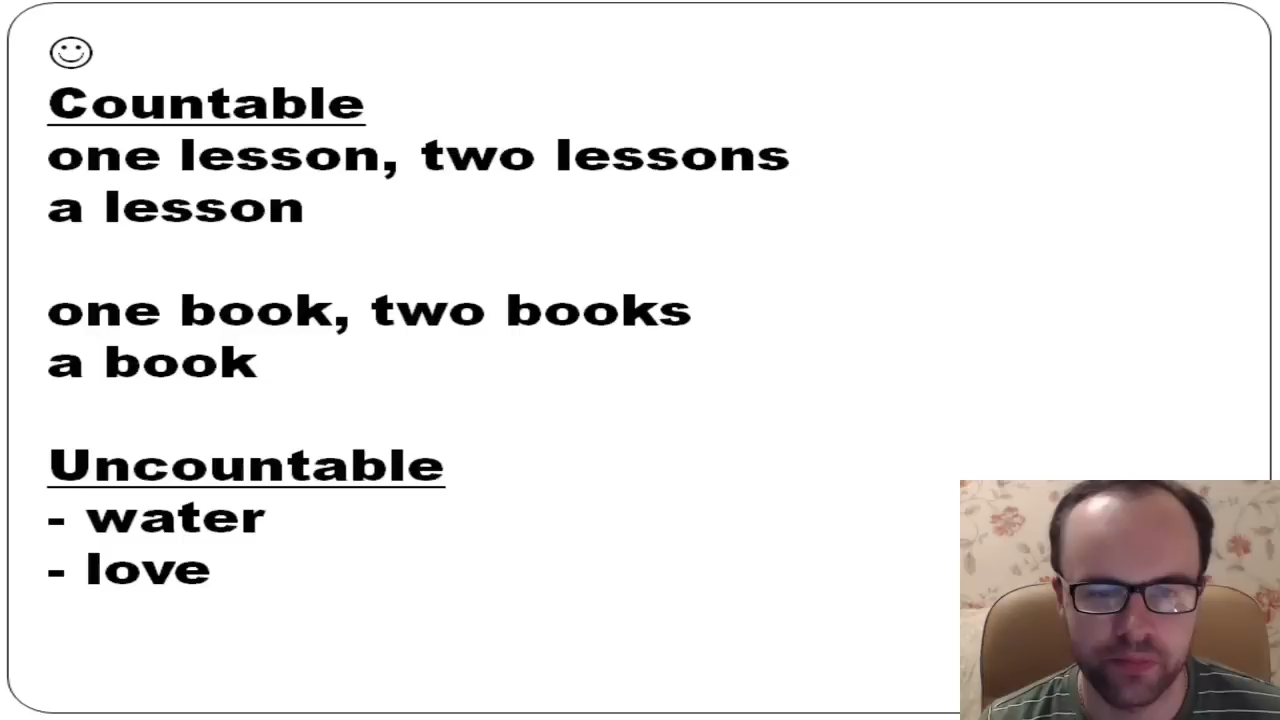 Countable
one lesson, two lessons
a lesson
one book, two books
a book
Uncountable
- water
- love